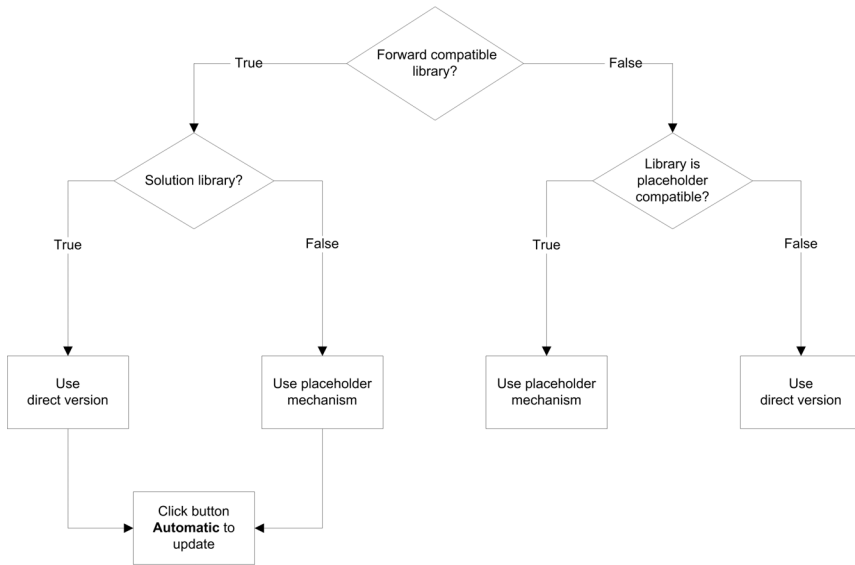 Forward compatible
library?
True
False
Solution library?
Library is
placeholder
compatible?
True
False
True
False
Use
direct version
Use placeholder
mechanism
Use placeholder
mechanism
Use
direct version
Click button
Automatic to
update